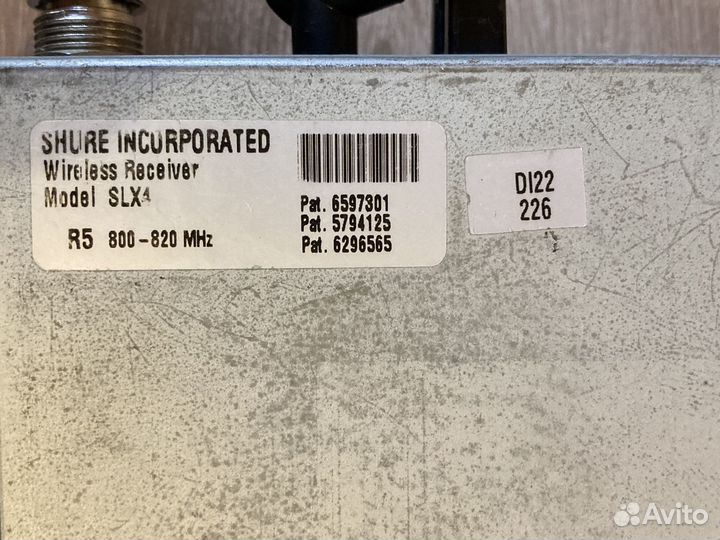 SHURE INCORPORATED
Wireless Receiver
Model SLX4
R5 800-820 MHz
Pat. 6597301
Pat. 5794125
Pat. 6296565
DI22
226
Avito